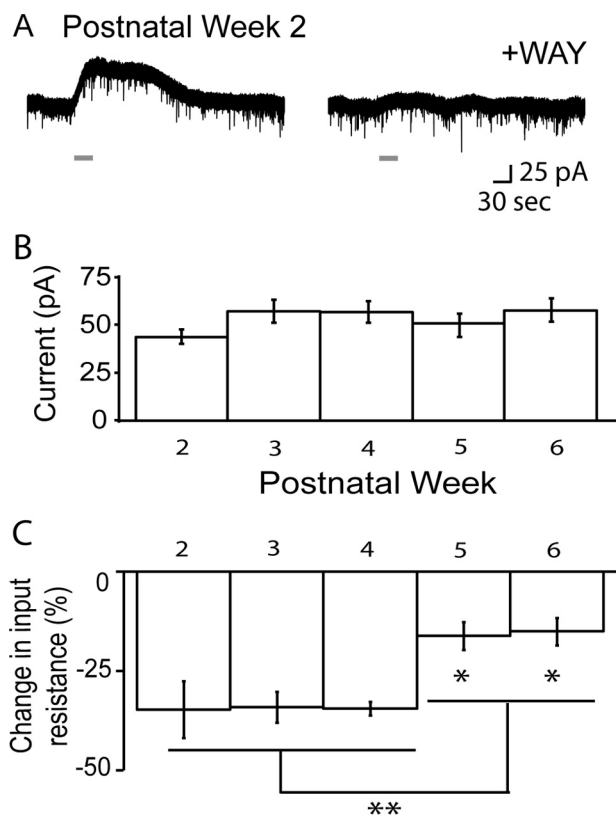 A Postnatal Week 2
+WAY
25 pA
30 sec
B
Current (pA)
75
50
25
0
2 3 4 5 6
Postnatal Week
C
2 3 4 5 6
Change in input
resistance (%)
0
-25
-50
* *
**